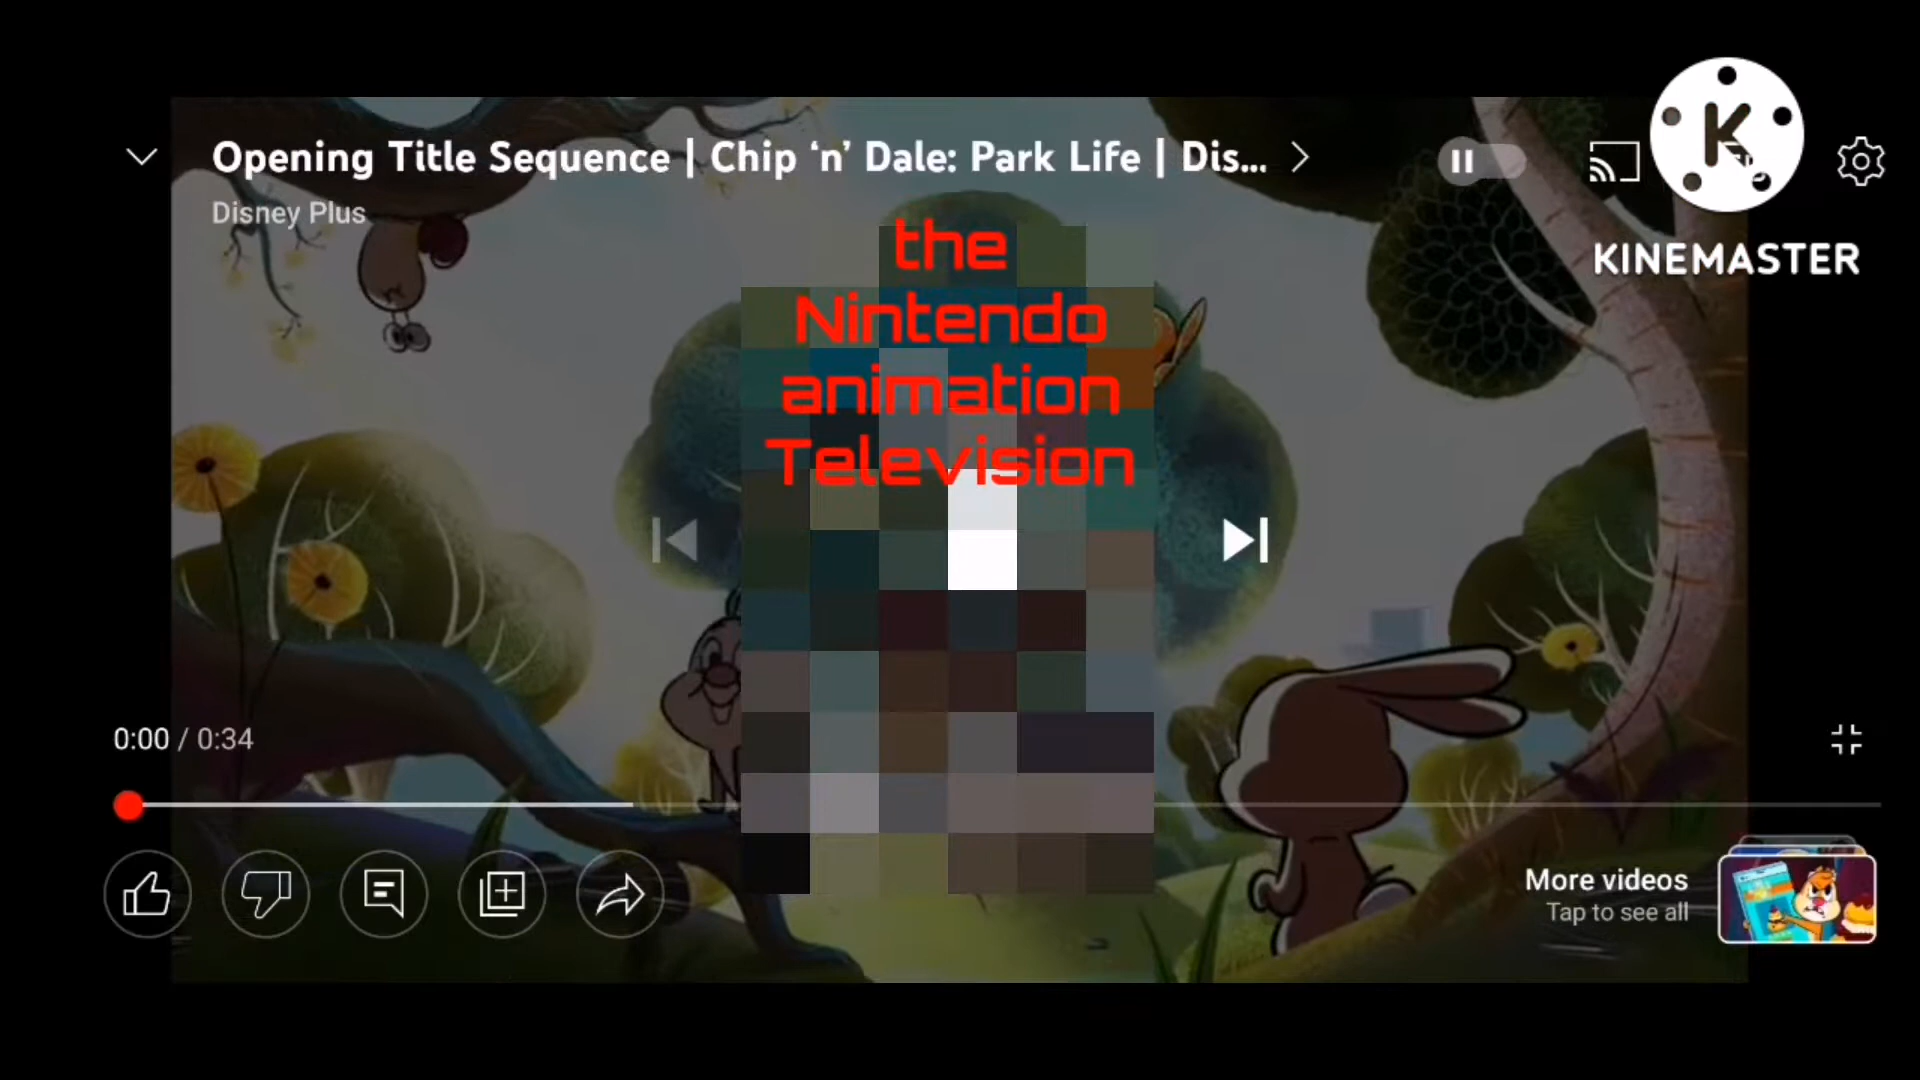 Opening Title Sequence | Chip ‘n’ Dale: Park Life | Dis...
Disney Plus
K
KINEMASTER
the
Nintendo
animation
Television
0:00 / 0:34
More videos
Tap to see all